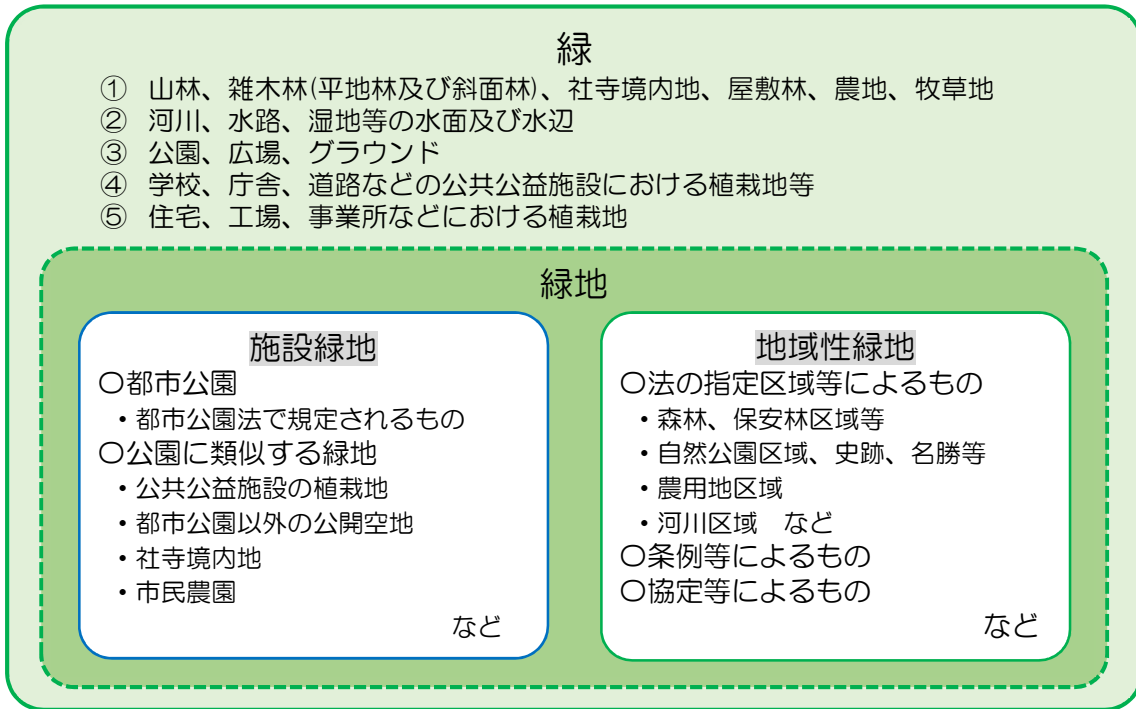 緑
① 山林、雑木林(平地林及び斜面林)、社寺境内地、屋敷林、農地、牧草地
② 河川、水路、湿地等の水面及び水辺
③ 公園、広場、グラウンド
④ 学校、庁舎、道路などの公共公益施設における植栽地等
⑤ 住宅、工場、事業所などにおける植栽地
緑地
施設緑地
〇都市公園
・都市公園法で規定されるもの
〇公園に類似する緑地
・公共公益施設の植栽地
・都市公園以外の公開空地
・社寺境内地
・市民農園
など
地域性緑地
〇法の指定区域等によるもの
・森林、保安林区域等
・自然公園区域、史跡、名勝等
・農用地区域
・河川区域　など
〇条例等によるもの
〇協定等によるもの
など